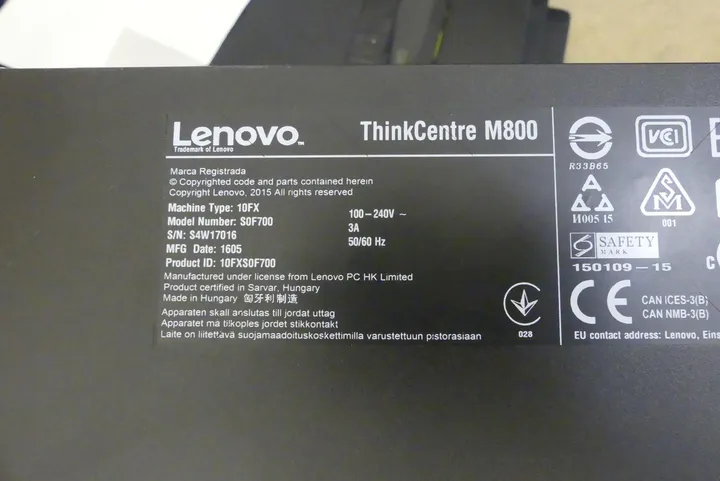 Lenovo™
Trademark of Lenovo
ThinkCentre M800
Marca Registrada
© Copyrighted code and parts contained herein
Copyright Lenovo, 2015 All rights reserved
Machine Type: 10FX
Model Number: S0F700
S/N: S4W17016
MFG Date: 1605
Product ID: 10FXS0F700
100-240V ~
3A
50/60 Hz
Manufactured under license from Lenovo PC HK Limited
Product certified in Sarvar, Hungary
Made in Hungary 匈牙利制造
Apparaten skall anslutas till jordat uttag
Apparatet må tilkoples jordet stikkontakt
Laite on liitettävä suojamaadoituskoskettimilla varustettuun pistorasiaan
028
R33B65
VCCI
И005 15
001
SAFETY
MARK
150109-15
CE
CAN ICES-3(B)
CAN NMB-3(B)
EU contact address: Lenovo,